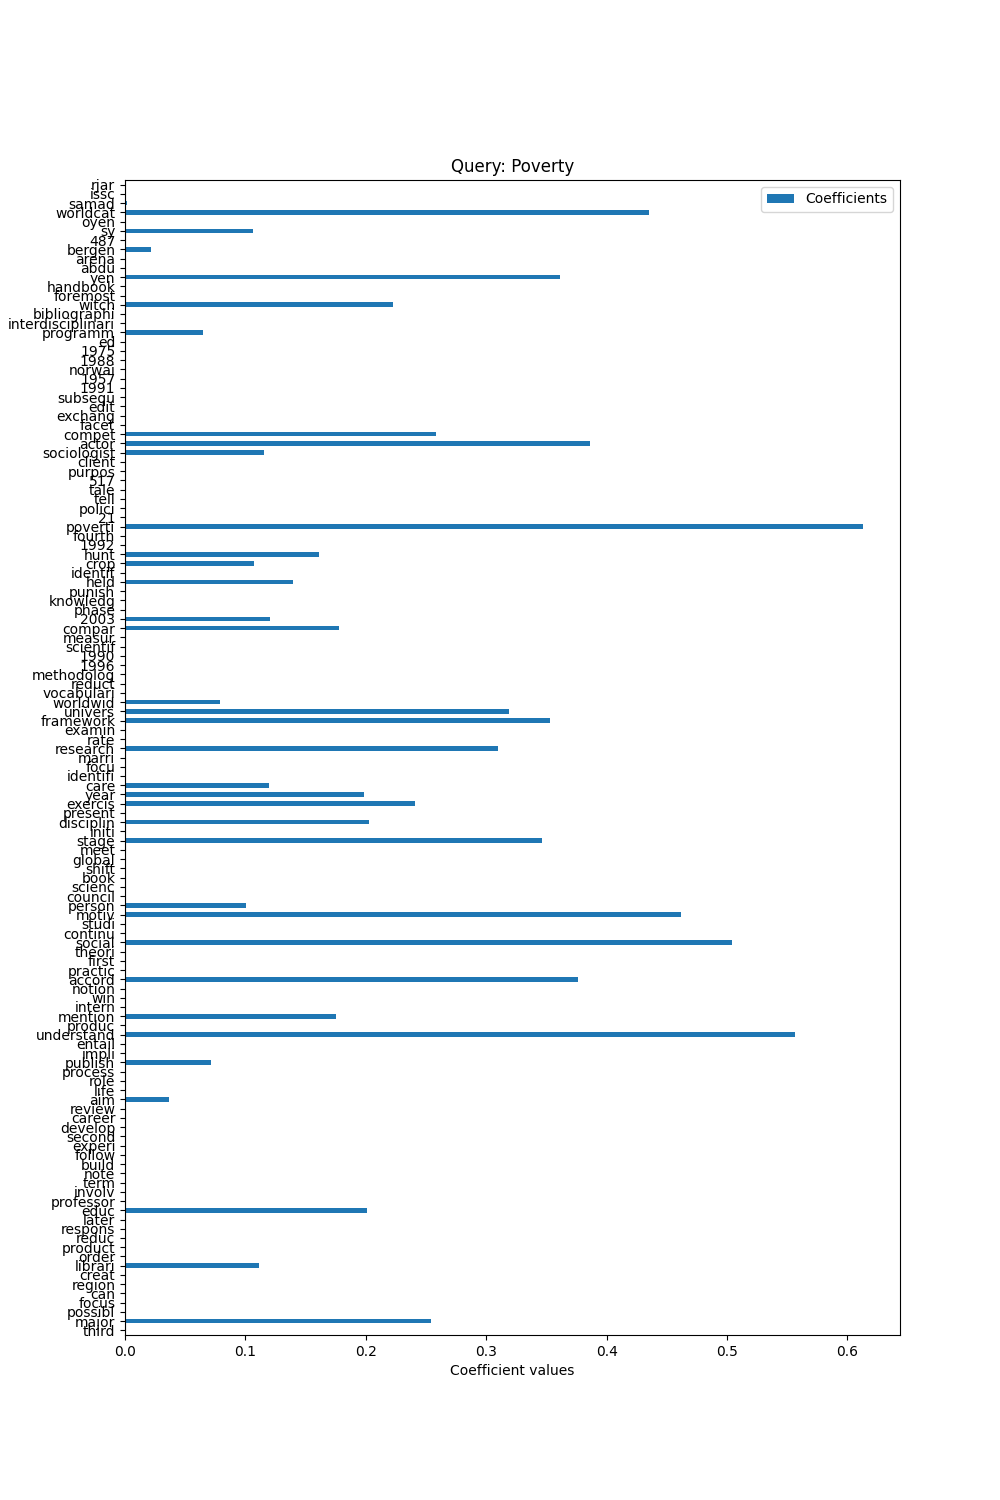 Query: Poverty
Coefficients
rjar
issc
samad
worldcat
oyen
sy
487
bergen
arena
abdu
yen
handbook
foremost
witch
bibliographi
interdisciplinari
programm
ed
1975
1988
norwai
1957
1991
subsequ
edit
exchang
facet
compet
actor
sociologist
client
purpos
517
tale
tell
polici
21
poverti
fourth
1992
hunt
crop
identif
held
punish
knowledg
phase
2003
compar
measur
scientif
1990
1996
methodolog
reduct
vocabulari
worldwid
univers
framework
examin
rate
research
marri
focu
identifi
care
year
exercis
present
disciplin
initi
stage
meet
global
shift
book
scienc
council
person
motiv
studi
continu
social
theori
first
practic
accord
notion
win
intern
mention
produc
understand
entail
impli
publish
process
role
life
aim
review
career
develop
second
experi
follow
build
note
term
involv
professor
educ
later
respons
reduc
product
order
librari
creat
region
can
focus
possibl
major
third
0.0 0.1 0.2 0.3 0.4 0.5 0.6
Coefficient values